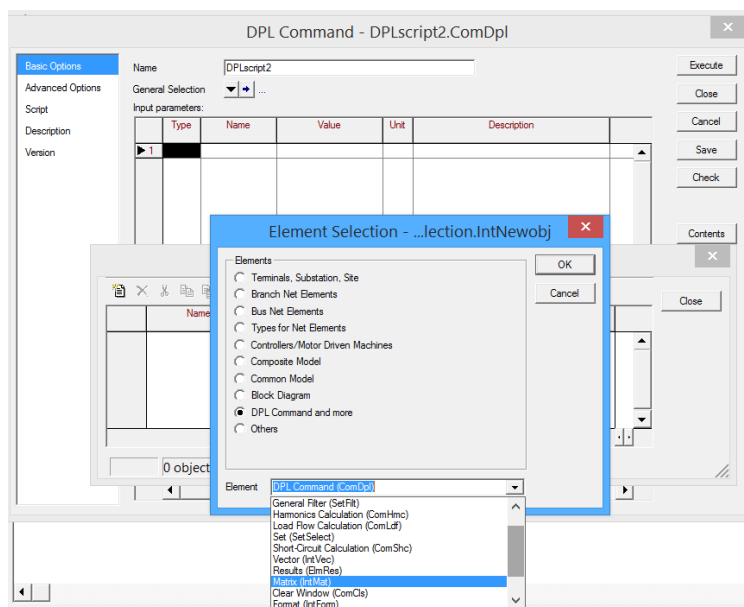 DPL Command - DPLscript2.ComDpl
Basic Options
Advanced Options
Script
Description
Version
Name
DPLscript2
General Selection
...
Input parameters:
Type Name Value Unit Description
1
Execute
Close
Cancel
Save
Check
Contents
Element Selection - ...lection.IntNewobj
Elements
Terminals, Substation, Site
Branch Net Elements
Bus Net Elements
Types for Net Elements
Controllers/Motor Driven Machines
Composite Model
Common Model
Block Diagram
DPL Command and more
Others
OK
Cancel
Name
Close
0 object
Element
DPL Command (ComDpl)
General Filter (SetFilt)
Harmonics Calculation (ComHmc)
Load Flow Calculation (ComLdf)
Set (SetSelect)
Short-Circuit Calculation (ComShc)
Vector (IntVec)
Results (ElmRes)
Matrix (IntMat)
Clear Window (ComCls)
Format (IntForm)